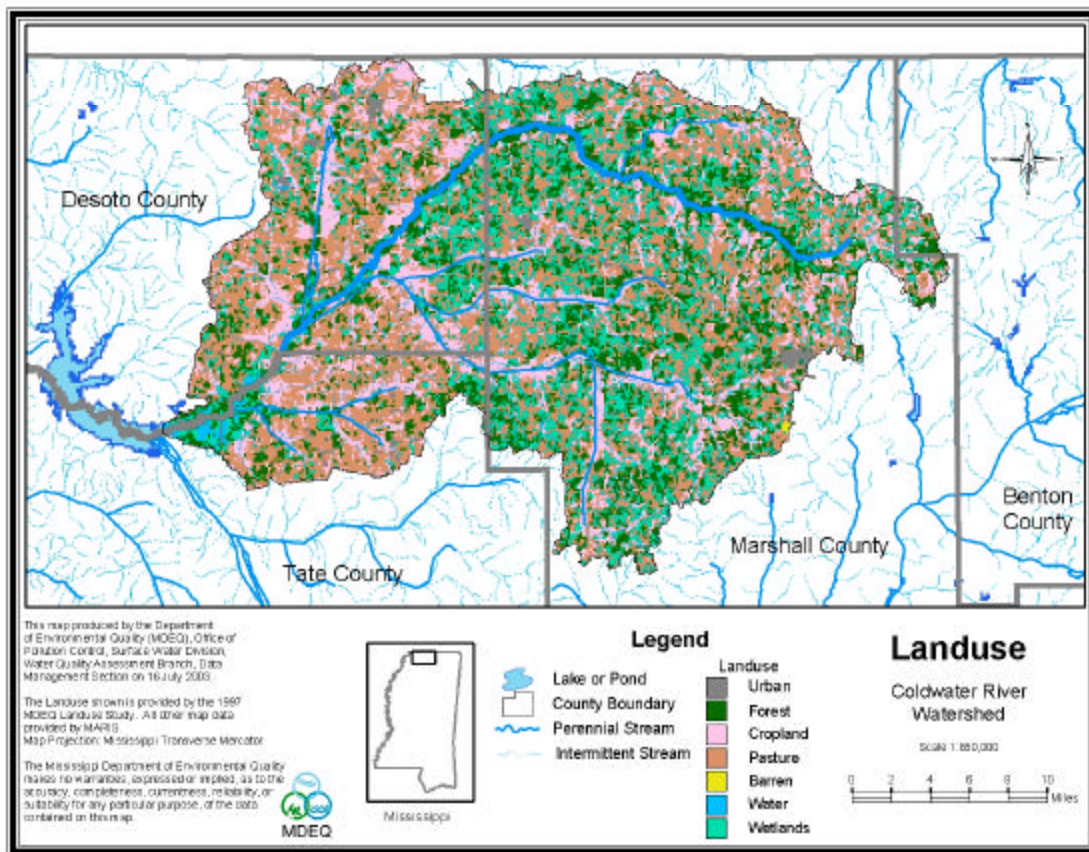 Desoto County
Benton
County
Marshall County
Tate County
This map produced by the Department
of Environmental Quality (MDEQ), Office of
Pollution Control, Surface Water Division,
Water Quality Assessment Branch, Data
Management Section on 16 July 2003.
The Landuse shown is provided by the 1997
MDEQ Landuse Study. All other map data
provided by MARIS.
Map Projection: Mississippi Transverse Mercator
The Mississippi Department of Environmental Quality
makes no warranties, expressed or implied, as to the
accuracy, completeness, currentness, reliability, or
suitability for any particular purpose, of the data
contained on this map.
MDEQ
Mississippi
Legend
Lake or Pond
County Boundary
Perennial Stream
Intermittent Stream
Landuse
Urban
Forest
Cropland
Pasture
Barren
Water
Wetlands
Landuse
Coldwater River
Watershed
Scale
0 2 4 6 8 10
Miles